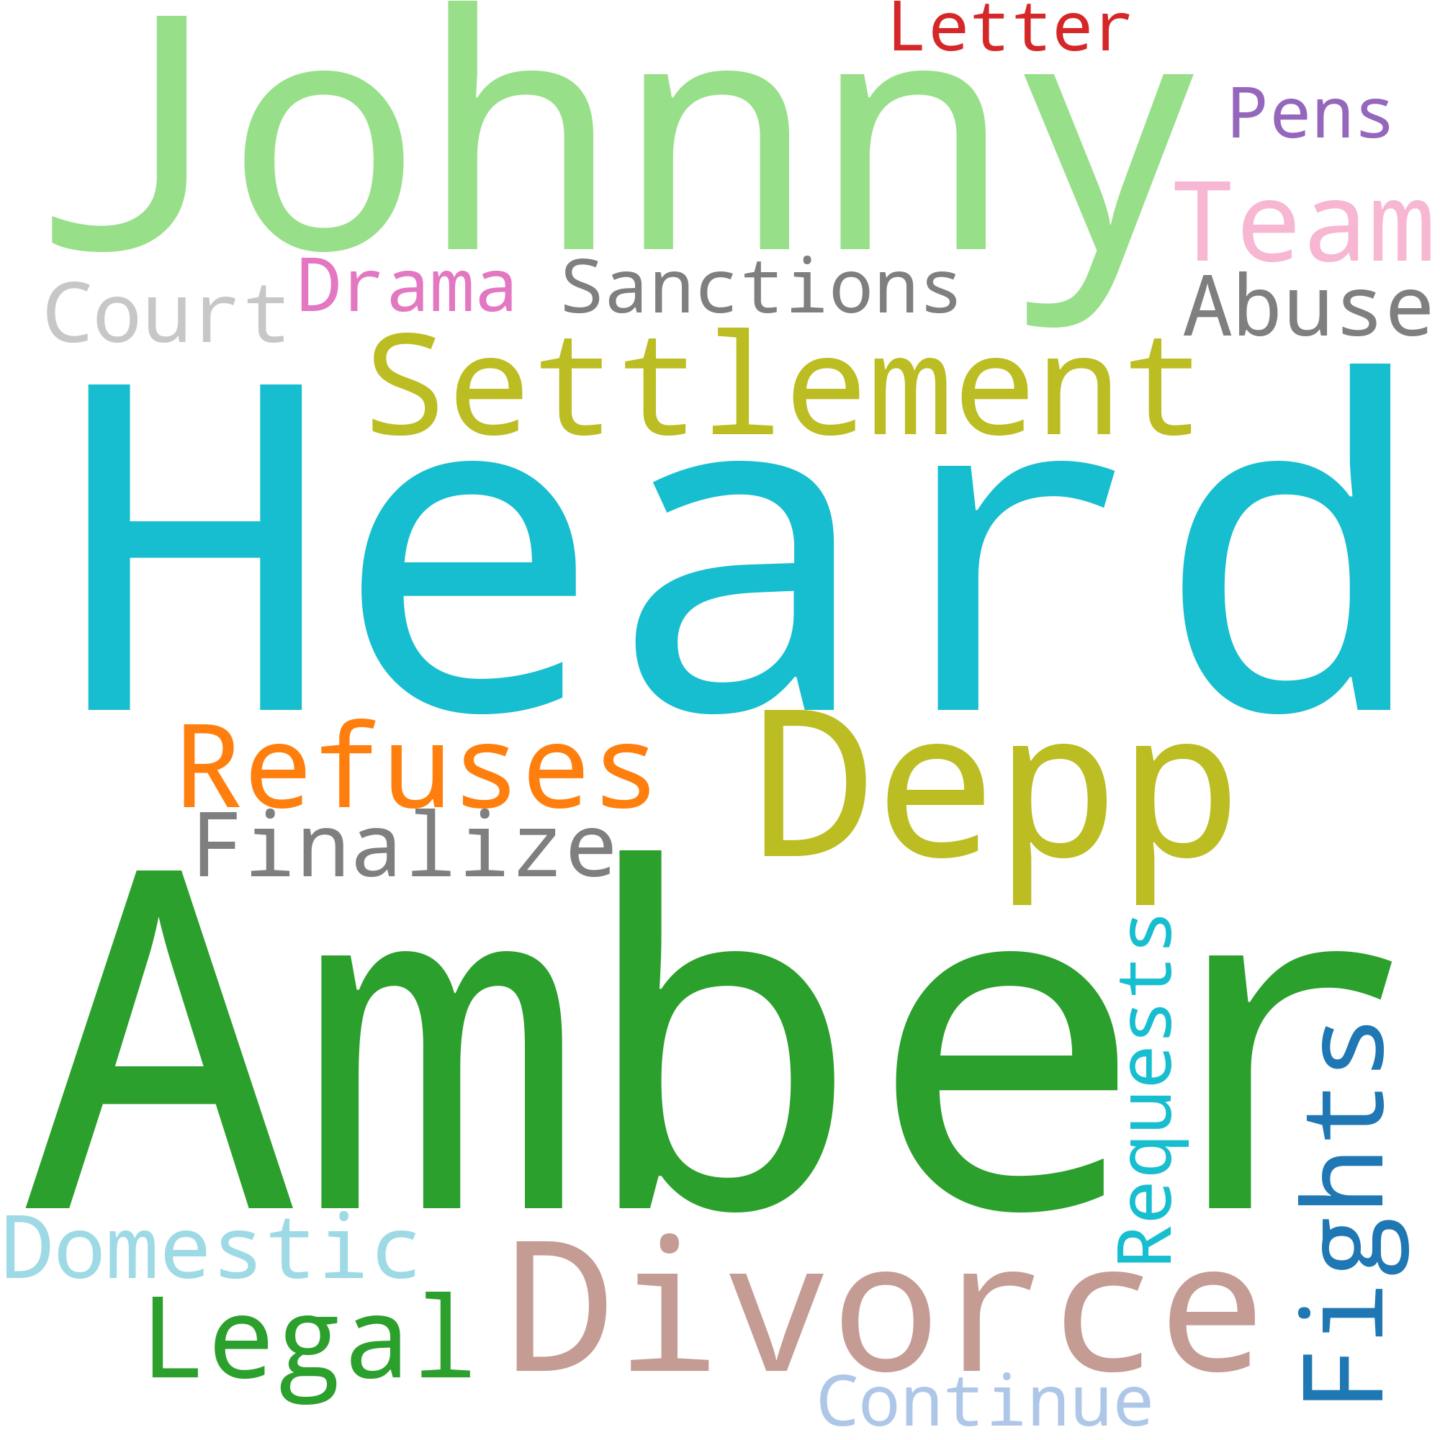 Letter
Johnny
Pens
Team
Court
Drama
Sanctions
Abuse
Settlement
Heard
Refuses
Depp
Finalize
Amber
Requests
Fights
Domestic
Divorce
Legal
Continue